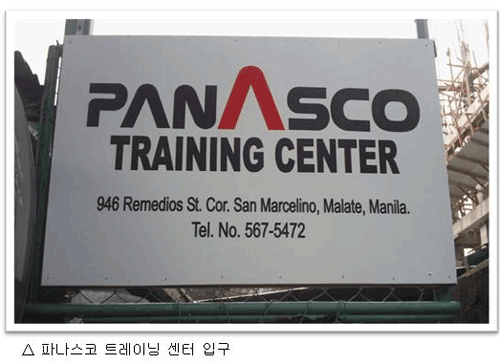 PANASCO
TRAINING CENTER
946 Remedios St. Cor. San Marcelino, Malate, Manila.
Tel. No. 567-5472
△ 파나스코 트레이닝 센터 입구